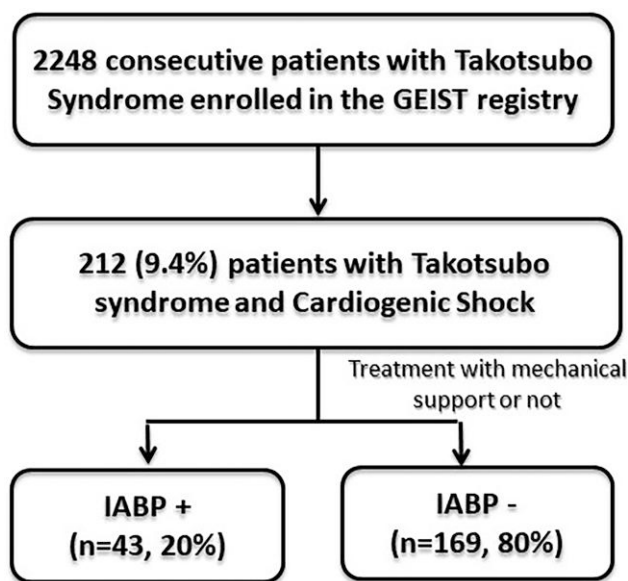 2248 consecutive patients with Takotsubo
Syndrome enrolled in the GEIST registry
212 (9.4%) patients with Takotsubo
syndrome and Cardiogenic Shock
Treatment with mechanical
support or not
IABP +
(n=43, 20%)
IABP -
(n=169, 80%)